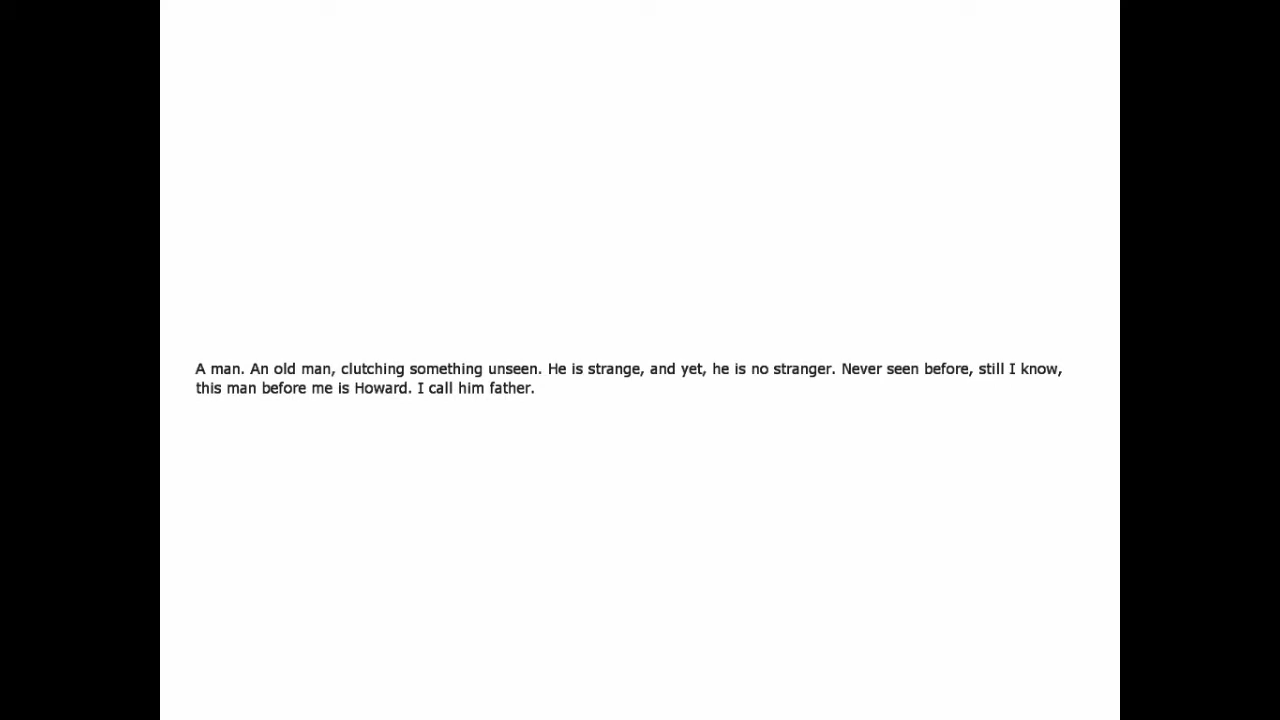 A man. An old man, clutching something unseen. He is strange, and yet, he is no stranger. Never seen before, still I know,
this man before me is Howard. I call him father.